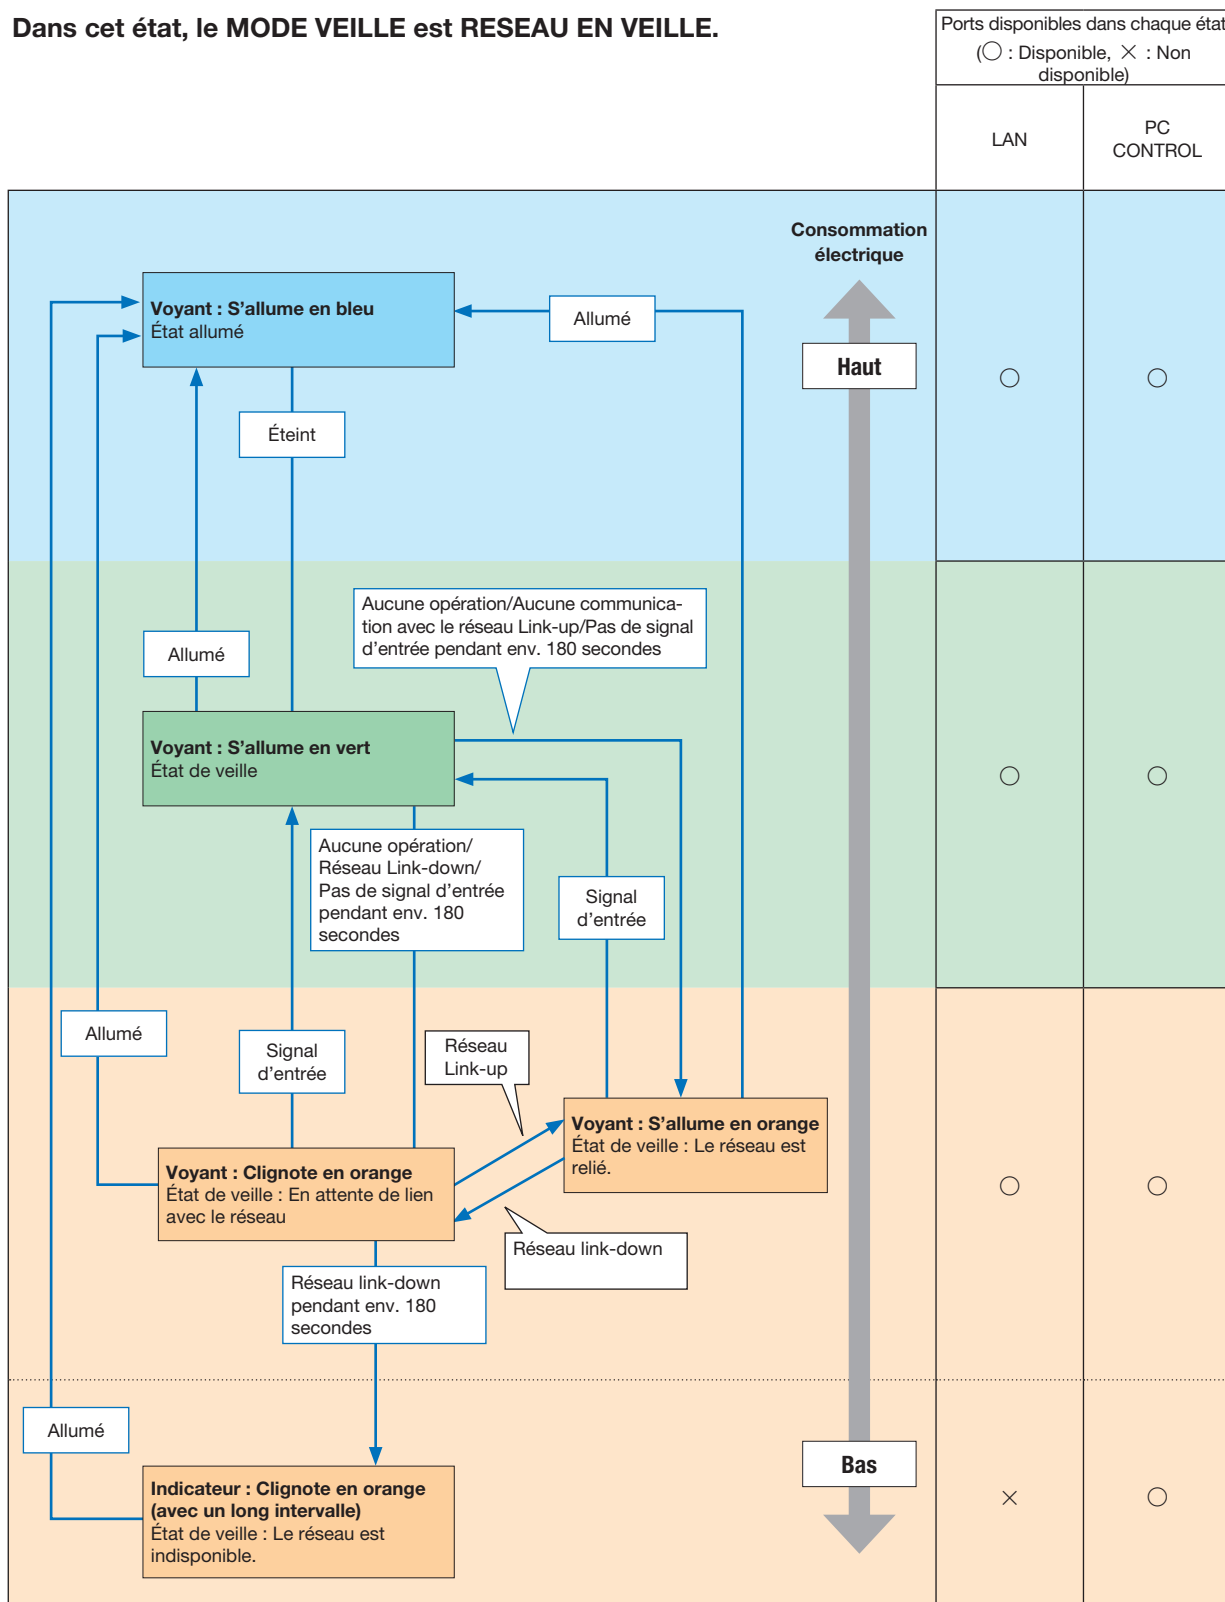 Dans cet état, le MODE VEILLE est RESEAU EN VEILLE.
Ports disponibles dans chaque état
(○ : Disponible, × : Non
disponible)
LAN
PC
CONTROL
Consommation
électrique
Voyant : S’allume en bleu
État allumé
Allumé
Haut
○
○
Éteint
Aucune opération/Aucune communica-
tion avec le réseau Link-up/Pas de signal
d’entrée pendant env. 180 secondes
Allumé
Voyant : S’allume en vert
État de veille
○
○
Aucune opération/
Réseau Link-down/
Pas de signal d’entrée
pendant env. 180
secondes
Signal
d’entrée
Allumé
Signal
d’entrée
Réseau
Link-up
Voyant : S’allume en orange
État de veille : Le réseau est
relié.
Voyant : Clignote en orange
État de veille : En attente de lien
avec le réseau
○
○
Réseau link-down
Réseau link-down
pendant env. 180
secondes
Allumé
Bas
Indicateur : Clignote en orange
(avec un long intervalle)
État de veille : Le réseau est
indisponible.
×
○